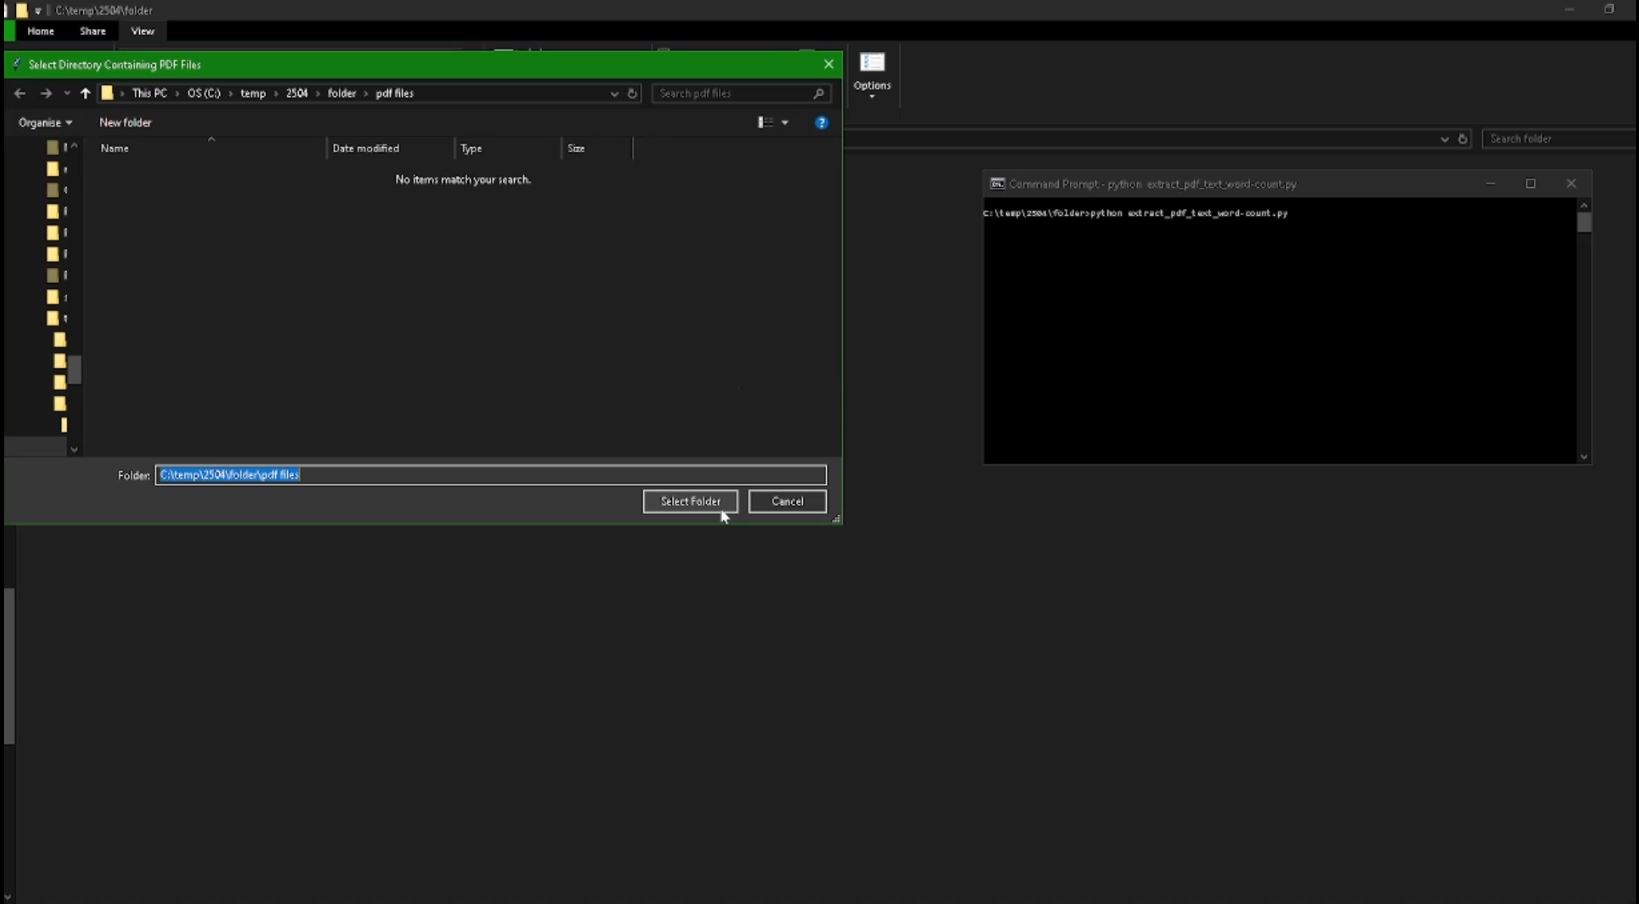 C:\temp\2504\folder
Home Share View
Select Directory Containing PDF Files
Options
This PC > OS (C:) > temp > 2504 > folder > pdf files
Search pdf files
Organise New folder
Search folder
Name Date modified Type Size
No items match your search.
Command Prompt - python extract_pdf_text_word-count.py
C:\temp\2504\folder>python extract_pdf_text_word-count.py
Folder: C:\temp\2504\folder\pdf files
Select Folder Cancel